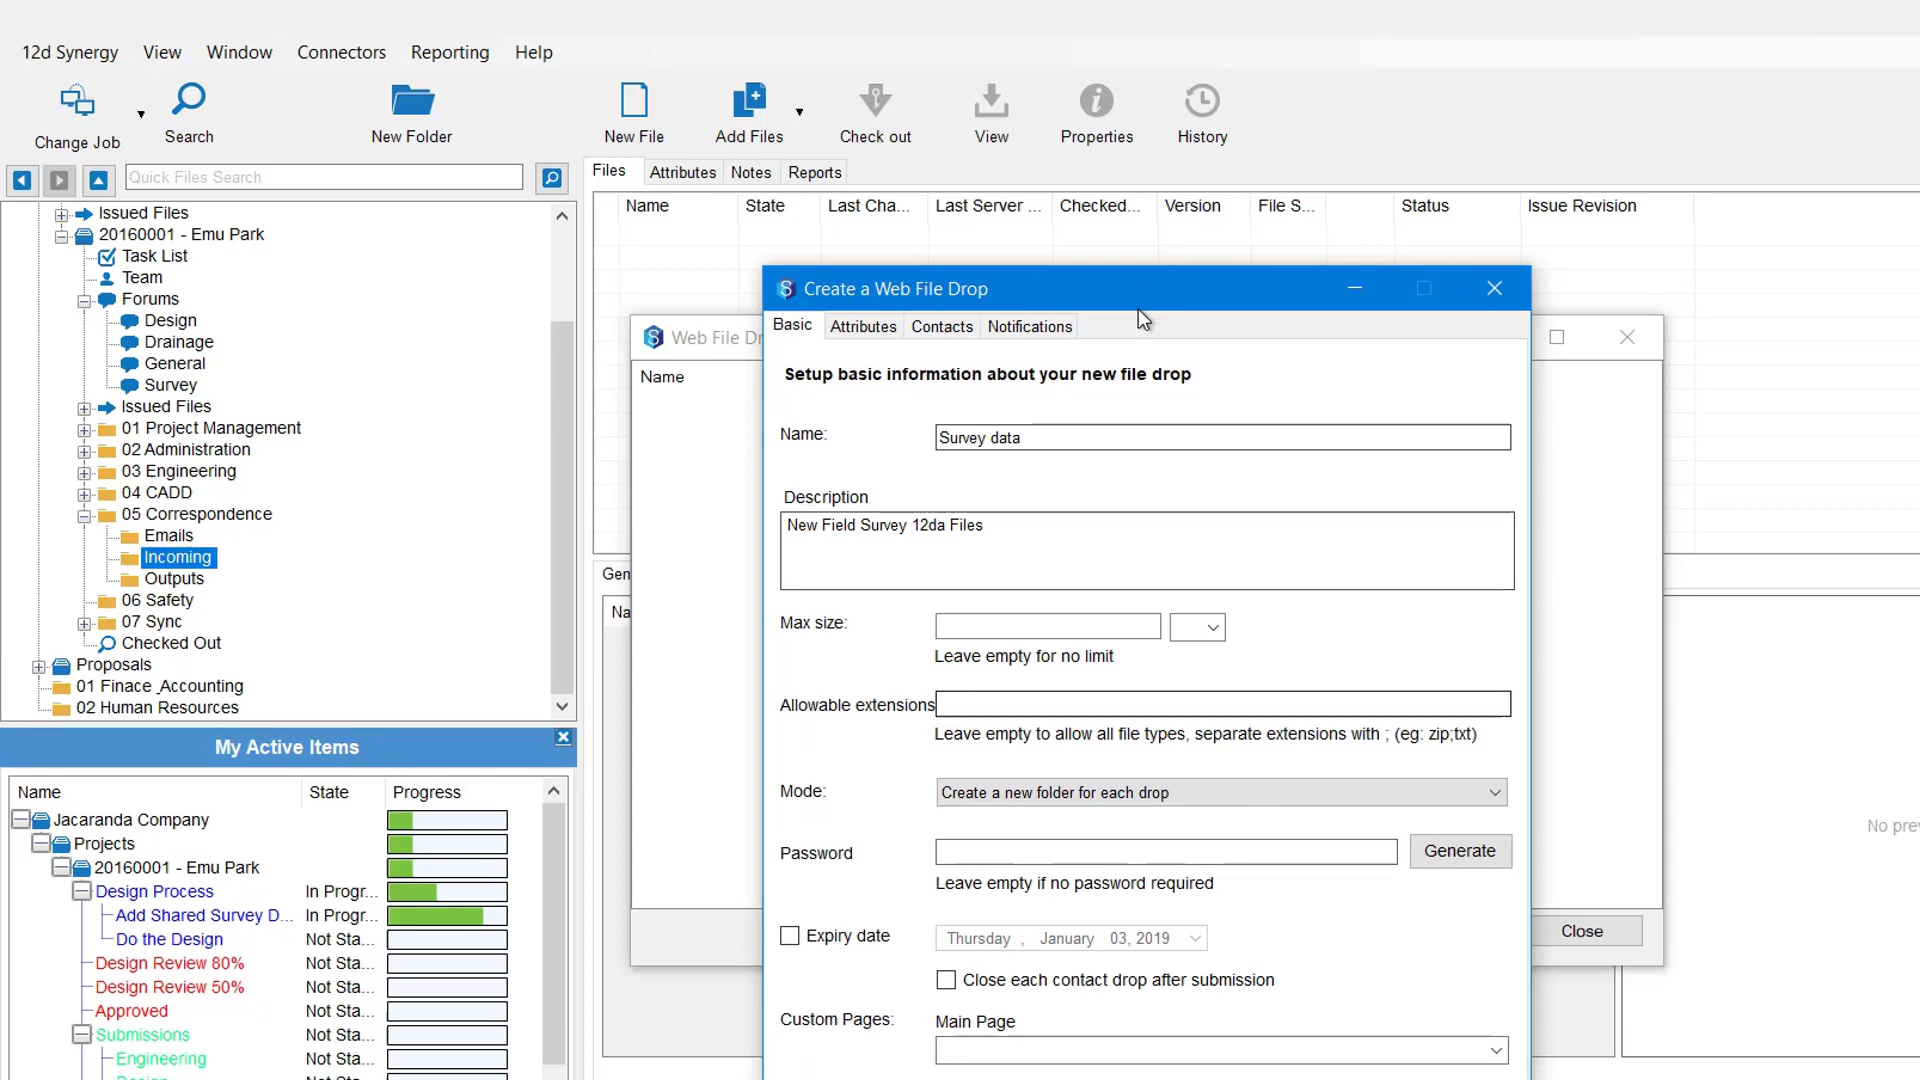 12d Synergy View Window Connectors Reporting Help
Change Job Search New Folder New File Add Files Check out View Properties History
Quick Files Search
Files Attributes Notes Reports
Name State Last Cha... Last Server ... Checked... Version File S... Status Issue Revision
Issued Files
20160001 - Emu Park
Task List
Team
Forums
Design
Drainage
General
Survey
Issued Files
01 Project Management
02 Administration
03 Engineering
04 CADD
05 Correspondence
Emails
Incoming
Outputs
06 Safety
07 Sync
Checked Out
Proposals
01 Finace _Accounting
02 Human Resources
My Active Items
Name State Progress
Jacaranda Company
Projects
20160001 - Emu Park
Design Process In Progr...
Add Shared Survey D... In Progr...
Do the Design Not Sta...
Design Review 80% Not Sta...
Design Review 50% Not Sta...
Approved Not Sta...
Submissions Not Sta...
Engineering Not Sta...
Gen
Na
Web File Dr
Name
Close
No prev
Create a Web File Drop
Basic Attributes Contacts Notifications
Setup basic information about your new file drop
Name: Survey data
Description
New Field Survey 12da Files
Max size:
Leave empty for no limit
Allowable extensions
Leave empty to allow all file types, separate extensions with ; (eg: zip;txt)
Mode: Create a new folder for each drop
Password Generate
Leave empty if no password required
Expiry date Thursday , January 03, 2019
Close each contact drop after submission
Custom Pages: Main Page